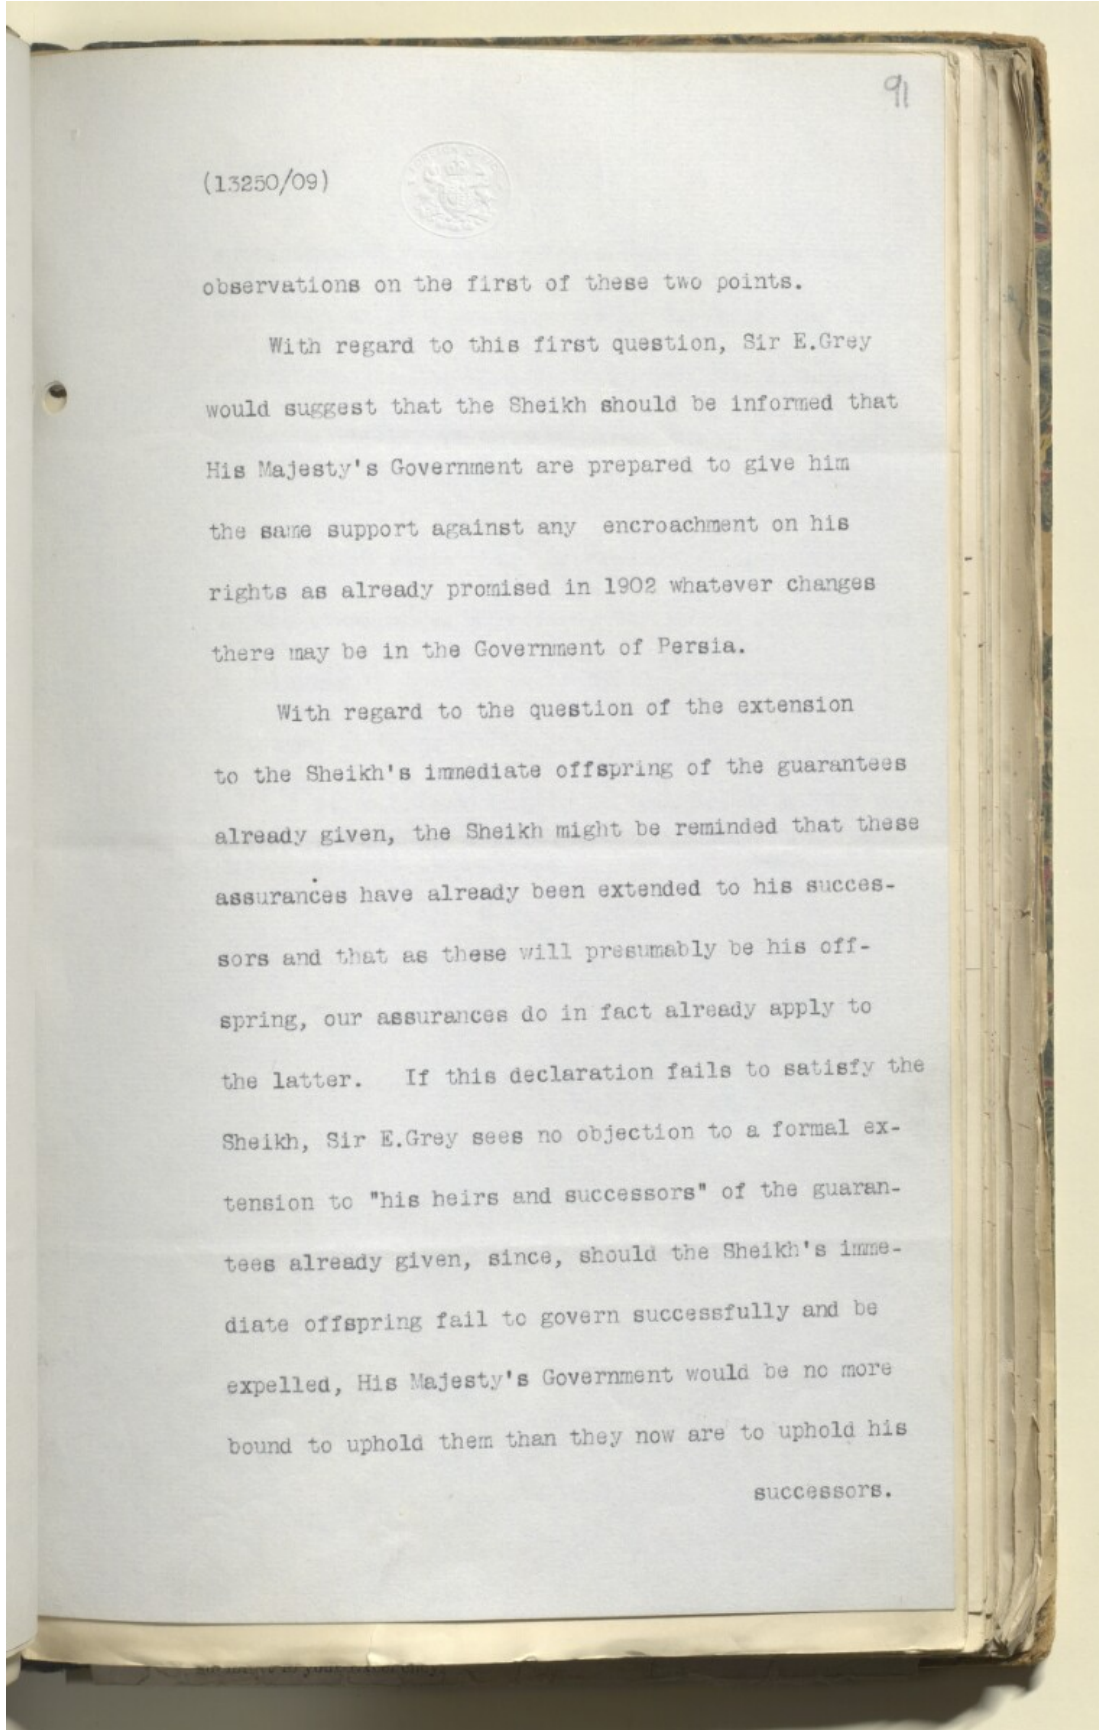 91
(13250/09)
observations on the first of these two points.
With regard to this first question, Sir E.Grey
would suggest that the Sheikh should be informed that
His Majesty's Government are prepared to give him
the same support against any encroachment on his
rights as already promised in 1902 whatever changes
there may be in the Government of Persia.
With regard to the question of the extension
to the Sheikh's immediate offspring of the guarantees
already given, the Sheikh might be reminded that these
assurances have already been extended to his succes-
sors and that as these will presumably be his off-
spring, our assurances do in fact already apply to
the latter. If this declaration fails to satisfy the
Sheikh, Sir E.Grey sees no objection to a formal ex-
tension to "his heirs and successors" of the guaran-
tees already given, since, should the Sheikh's imme-
diate offspring fail to govern successfully and be
expelled, His Majesty's Government would be no more
bound to uphold them than they now are to uphold his
successors.